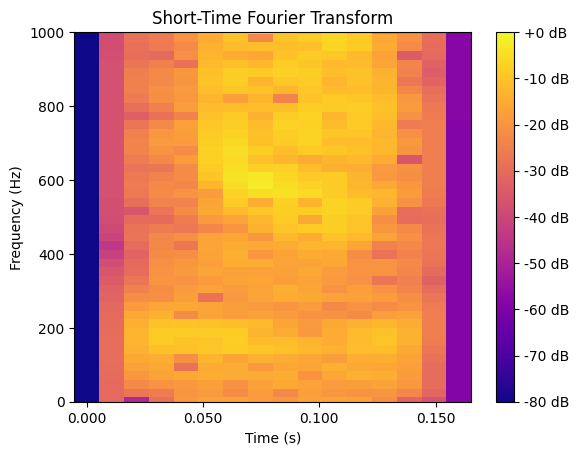 Short-Time Fourier Transform
1000
800
600
400
200
0
Frequency (Hz)
0.000
0.050
0.100
0.150
Time (s)
+0 dB
-10 dB
-20 dB
-30 dB
-40 dB
-50 dB
-60 dB
-70 dB
-80 dB